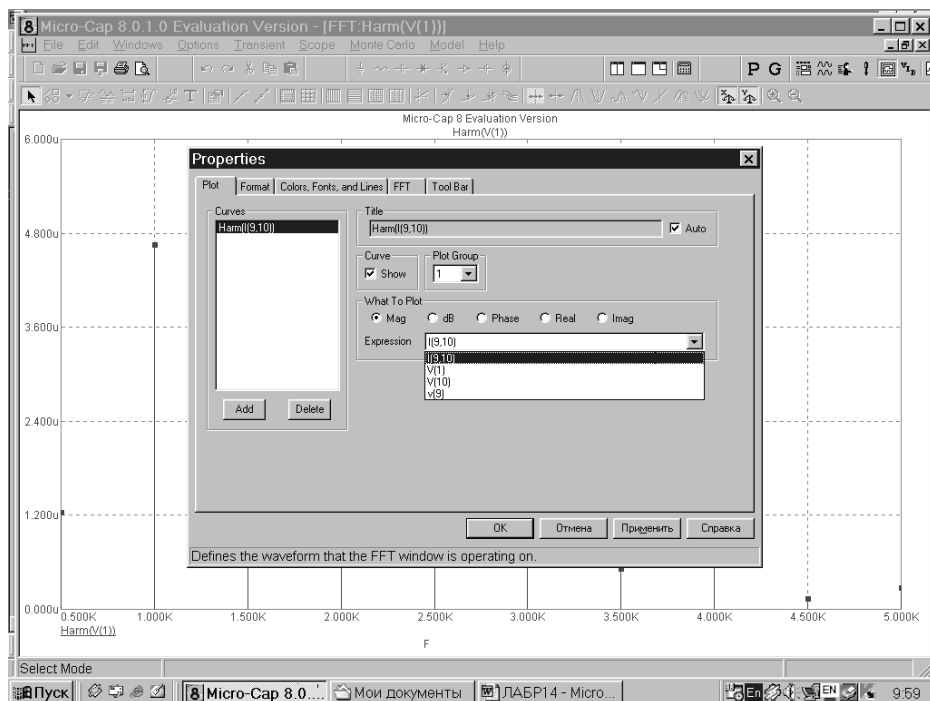 Micro-Cap 8.0.1.0 Evaluation Version - [FFT:Harm(V(1))]
File Edit Windows Options Transient Scope Monte Carlo Model Help
P G
T
Micro-Cap 8 Evaluation Version
Harm(V(1))
6.000u
4.800u
3.600u
2.400u
1.200u
0.000u
Properties
Plot Format Colors, Fonts, and Lines FFT Tool Bar
Curves
Harm(I(9,10))
Add Delete
Title
Harm(I(9,10)) Auto
Curve
Show
Plot Group
1
What To Plot
Mag dB Phase Real Imag
Expression I(9,10)
I(9,10)
V(1)
V(10)
v(9)
OK Отмена Применить Справка
Defines the waveform that the FFT window is operating on.
0.500K 1.000K 1.500K 2.000K 2.500K 3.000K 3.500K 4.000K 4.500K 5.000K
Harm(V(1))
F
Select Mode
Пуск 8 Micro-Cap 8.0.... Мои документы ЛАБР14 - Micro... En EN 9:59